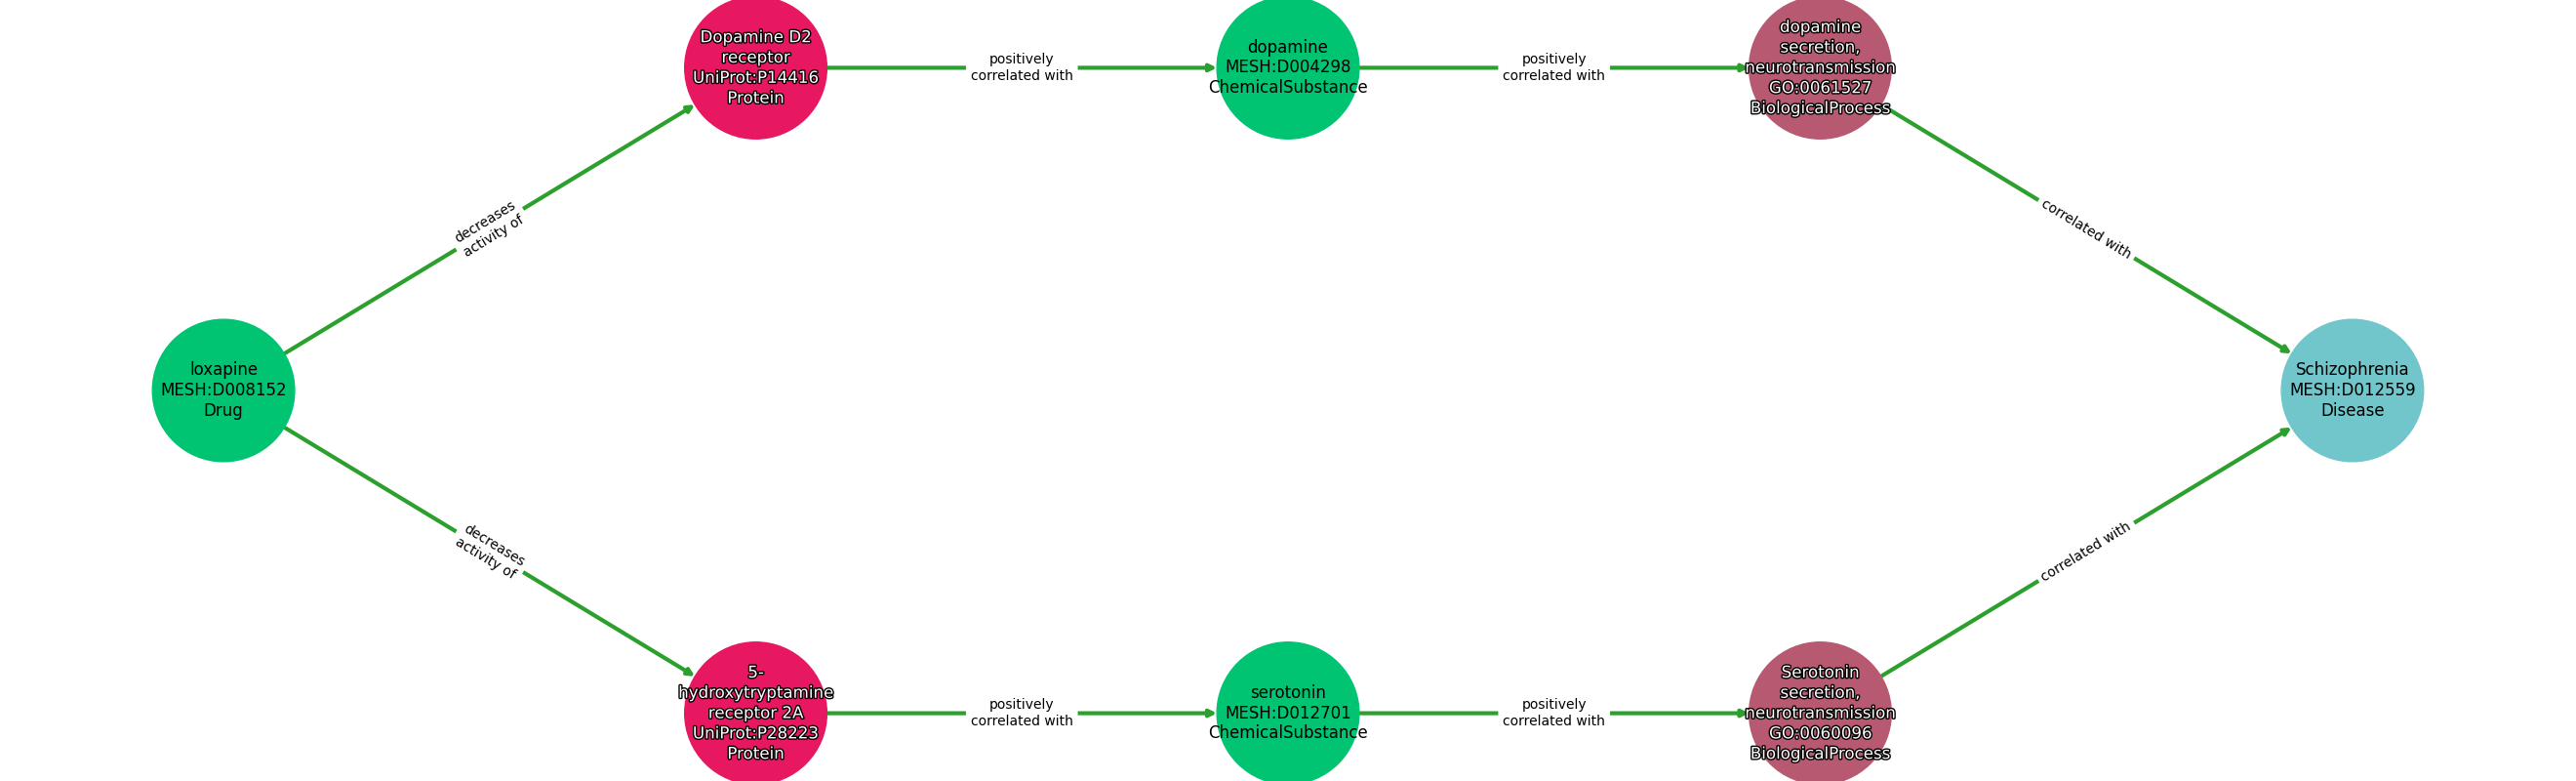 Dopamine D2
receptor
UniProt:P14416
Protein
positively
correlated with
dopamine
MESH:D004298
ChemicalSubstance
positively
correlated with
dopamine
secretion,
neurotransmission
GO:0061527
BiologicalProcess
decreases
activity of
correlated with
loxapine
MESH:D008152
Drug
Schizophrenia
MESH:D012559
Disease
decreases
activity of
correlated with
5-
hydroxytryptamine
receptor 2A
UniProt:P28223
Protein
positively
correlated with
serotonin
MESH:D012701
ChemicalSubstance
positively
correlated with
Serotonin
secretion,
neurotransmission
GO:0060096
BiologicalProcess